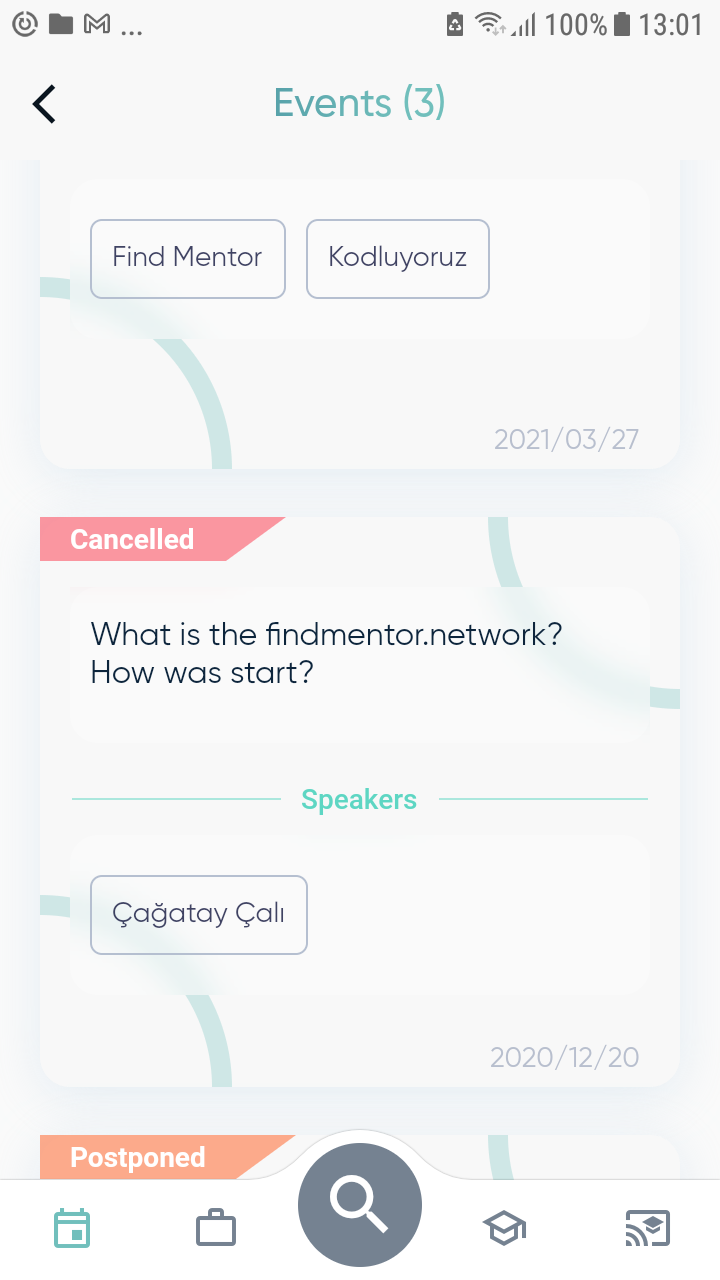 ... 100% 13:01
Events (3)
Find Mentor Kodluyoruz
2021/03/27
Cancelled
What is the findmentor.network?
How was start?
Speakers
Çağatay Çalı
2020/12/20
Postponed